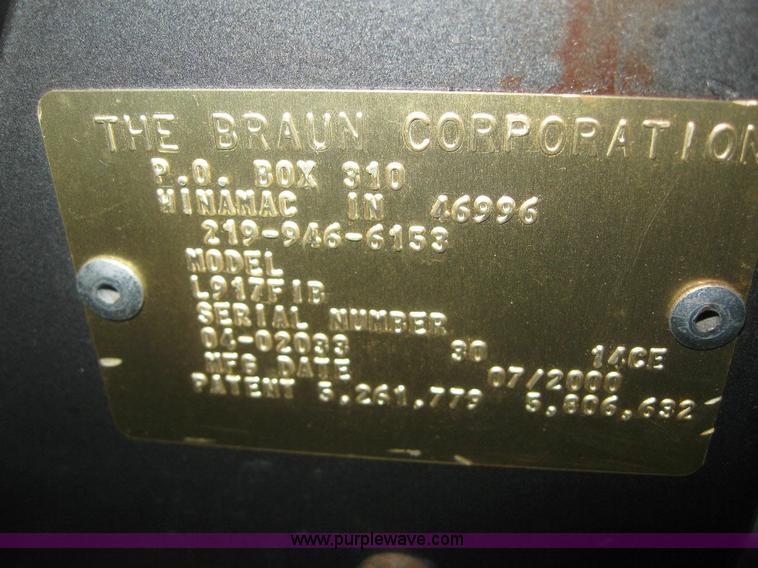 THE BRAUN CORPORATION
P.O. BOX 310
WINAMAC IN 46996
219-946-6153
MODEL
L917FIB
SERIAL NUMBER
04-02033 30 14CE
MFG DATE 07/2000
PATENT 5,261,779 5,806,632
www.purplewave.com